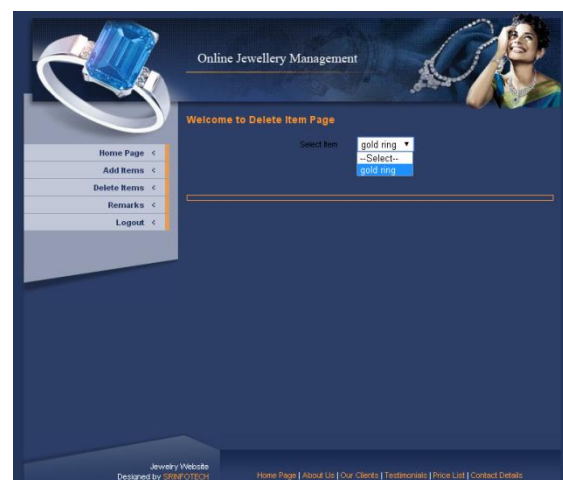 Online Jewellery Management
Welcome to Delete Item Page
Select Item gold ring
--Select--
gold ring
Home Page <
Add Items <
Delete Items <
Remarks <
Logout <
Jewelry Website
Designed by SRINFOTECH
Home Page | About Us | Our Clients | Testimonials | Price List | Contact Details